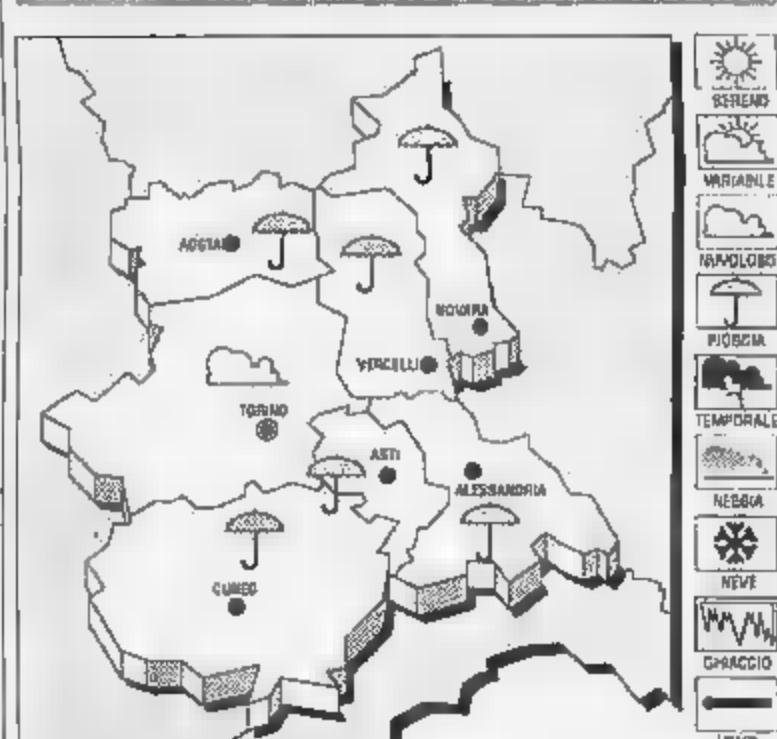 AOSTA
NOVARA
VERCELLI
TORINO
ASTI
ALESSANDRIA
CUNEO
SERENO
VARIABILE
NUVOLOSO
PIOGGIA
TEMPORALE
NEBBIA
NEVE
GHIACCIO